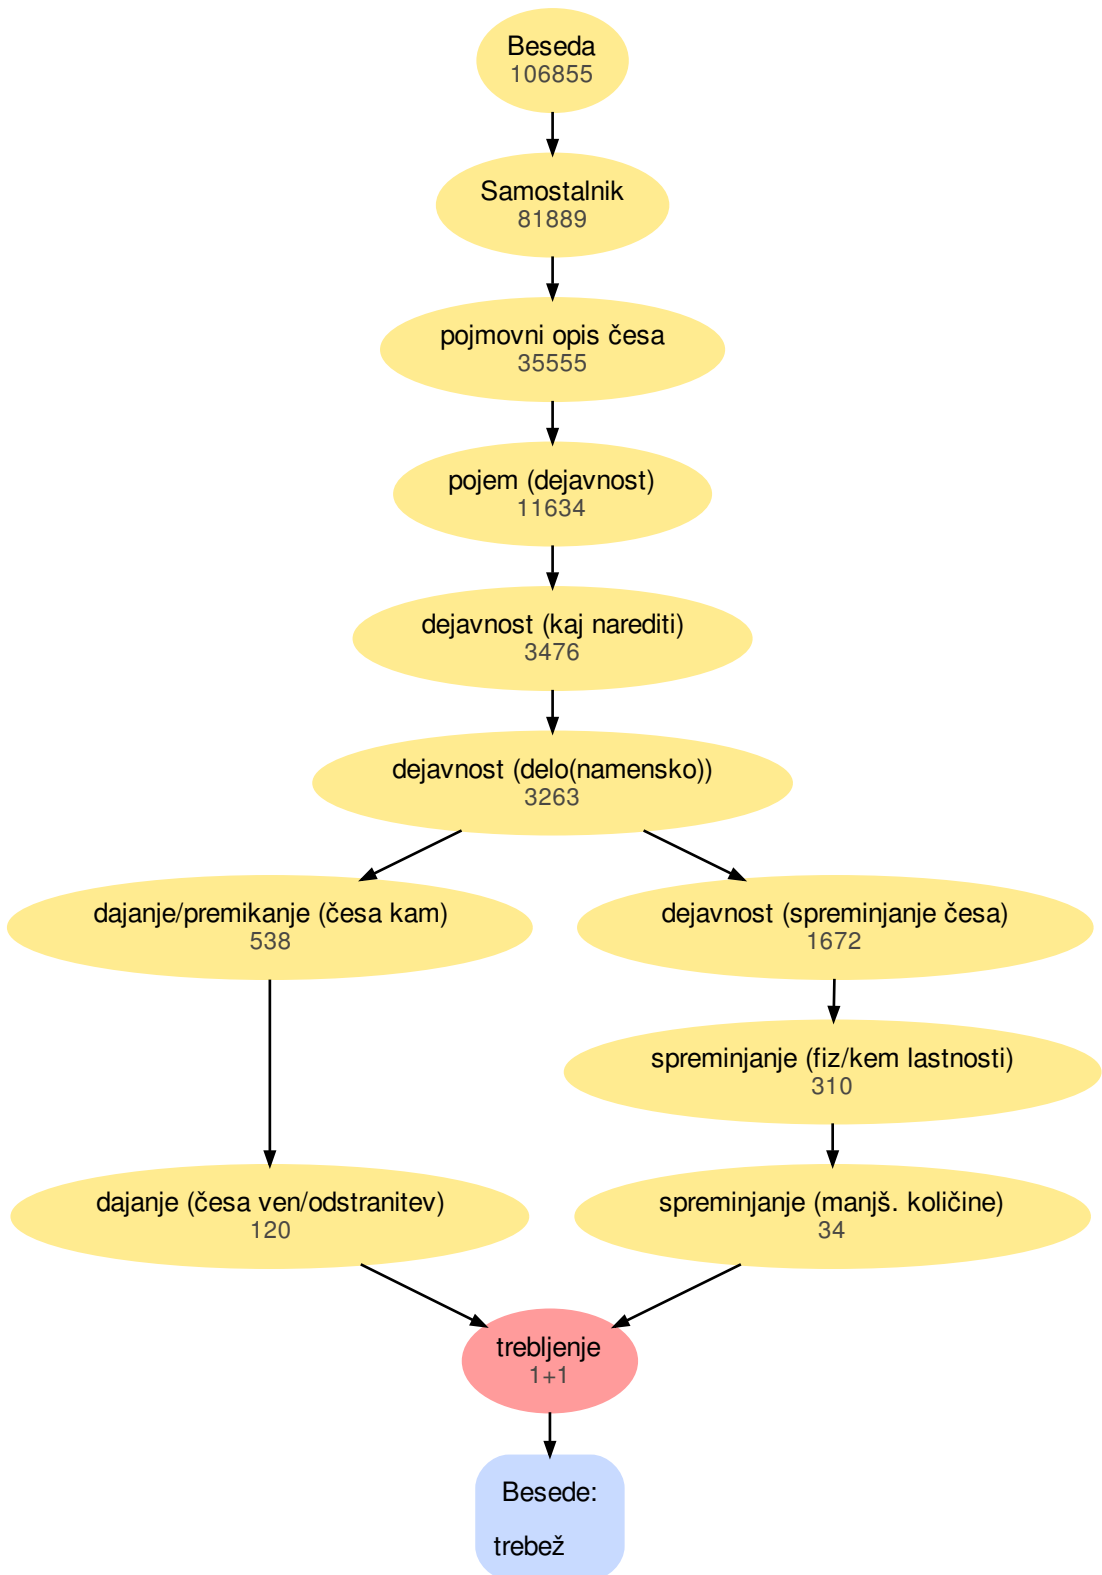 Beseda
106855
Samostalnik
81889
pojmovni opis česa
35555
pojem (dejavnost)
11634
dejavnost (kaj narediti)
3476
dejavnost (delo(namensko))
3263
dajanje/premikanje (česa kam)
538
dejavnost (spreminjanje česa)
1672
spreminjanje (fiz/kem lastnosti)
310
dajanje (česa ven/odstranitev)
120
spreminjanje (manjš. količine)
34
trebljenje
1+1
Besede:
trebež